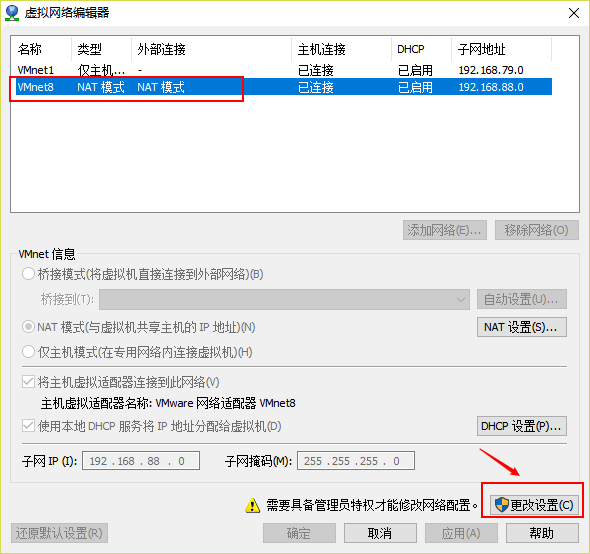 虚拟网络编辑器
名称 类型 外部连接 主机连接 DHCP 子网地址
VMnet1 仅主机... - 已连接 已启用 192.168.79.0
VMnet8 NAT 模式 NAT 模式 已连接 已启用 192.168.88.0
添加网络(E)... 移除网络(O)
VMnet 信息
桥接模式(将虚拟机直接连接到外部网络)(B)
桥接到(T): 自动设置(U)...
NAT 模式(与虚拟机共享主机的 IP 地址)(N) NAT 设置(S)...
仅主机模式(在专用网络内连接虚拟机)(H)
将主机虚拟适配器连接到此网络(V)
主机虚拟适配器名称: VMware 网络适配器 VMnet8
使用本地 DHCP 服务将 IP 地址分配给虚拟机(D) DHCP 设置(P)...
子网 IP (I): 192 . 168 . 88 . 0 子网掩码(M): 255 . 255 . 255 . 0
需要具备管理员特权才能修改网络配置。 更改设置(C)
还原默认设置(R) 确定 取消 应用(A) 帮助